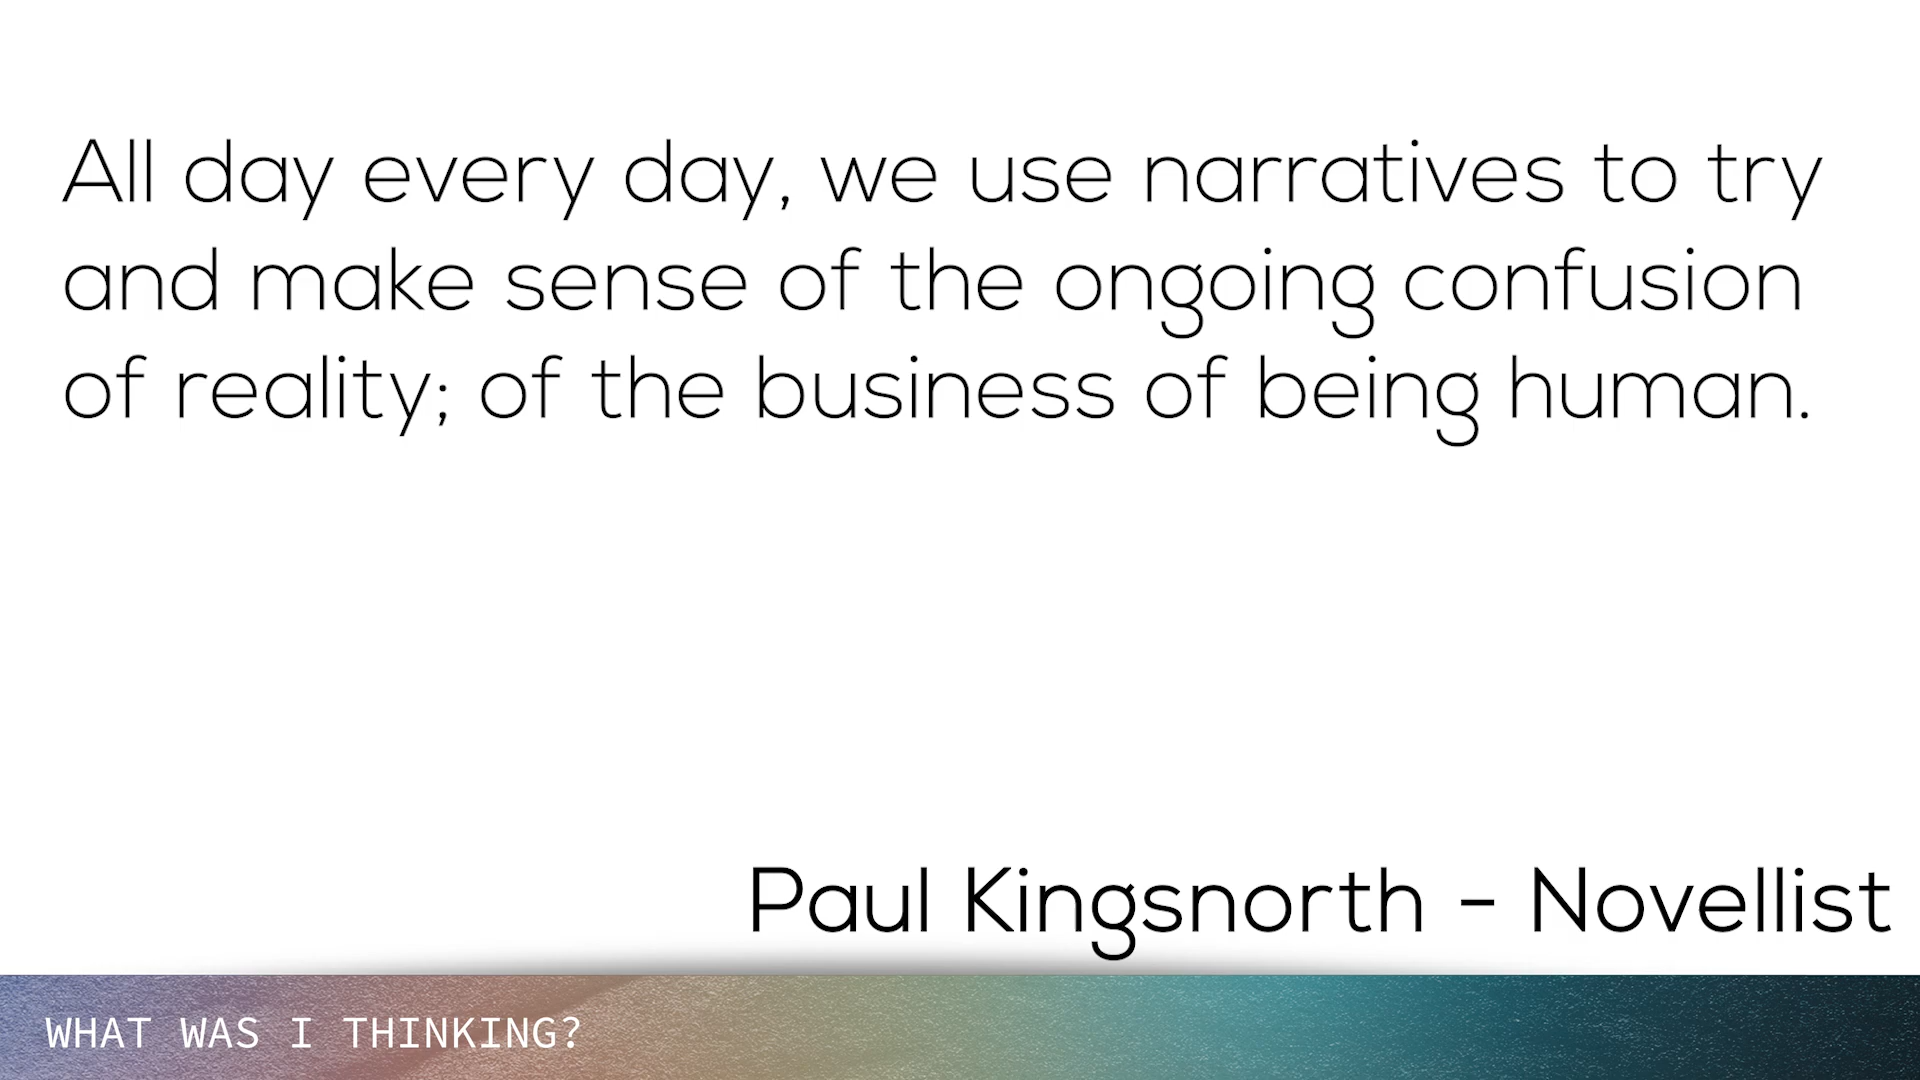 All day every day, we use narratives to try
and make sense of the ongoing confusion
of reality; of the business of being human.
Paul Kingsnorth - Novellist
WHAT WAS I THINKING?